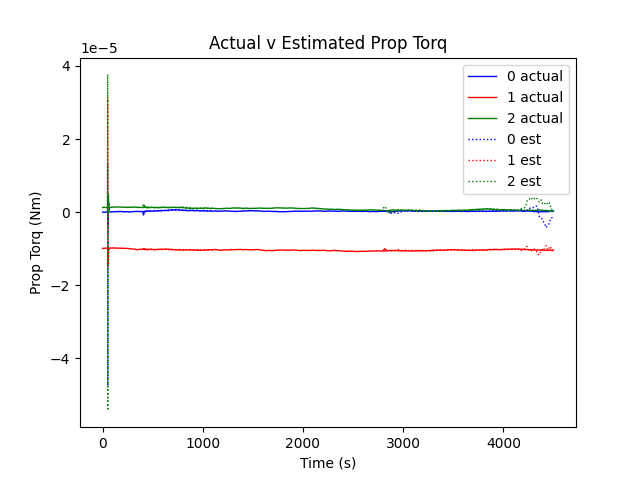 Actual v Estimated Prop Torq
1e−5
4
2
0
−2
−4
Prop Torq (Nm)
0 actual
1 actual
2 actual
0 est
1 est
2 est
0 1000 2000 3000 4000
Time (s)